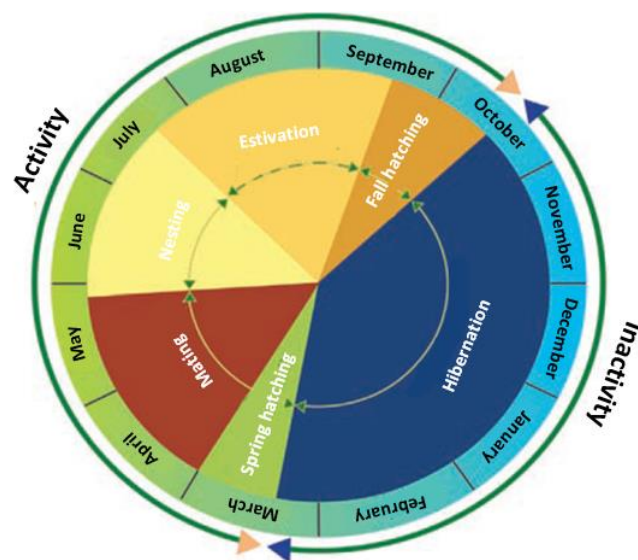 Activity
Inactivity
August
September
October
November
December
January
February
March
April
May
June
July
Estivation
Fall hatching
Hibernation
Spring hatching
Mating
Nesting